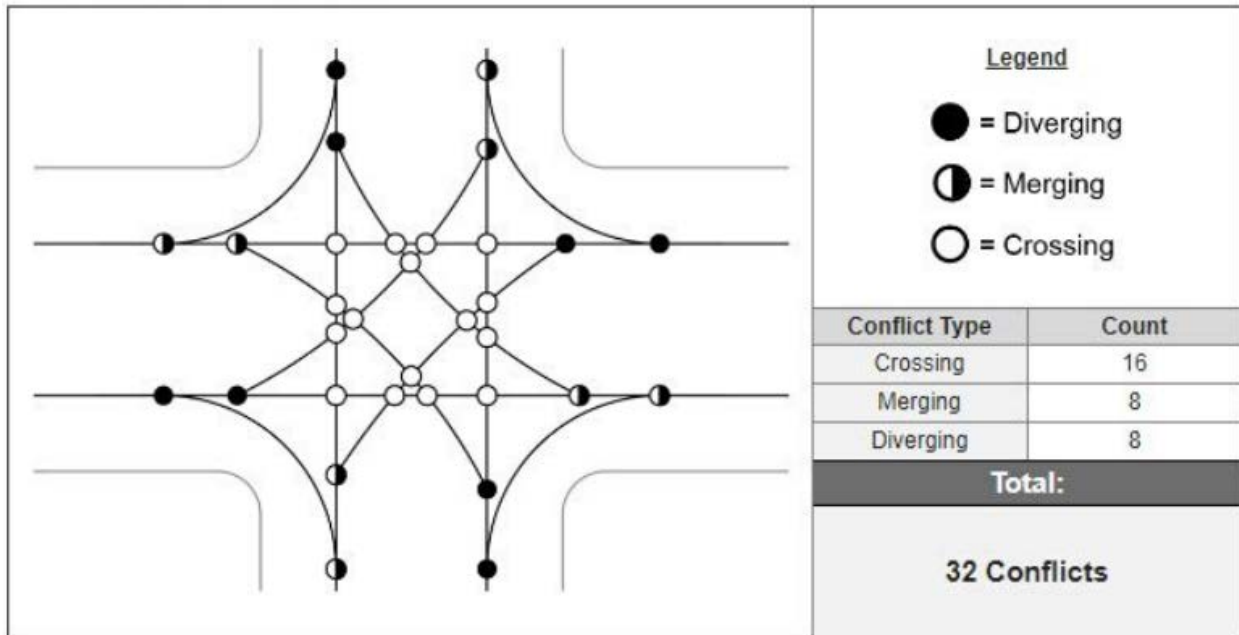 Legend
= Diverging
= Merging
= Crossing
Conflict Type Count
Crossing 16
Merging 8
Diverging 8
Total:
32 Conflicts